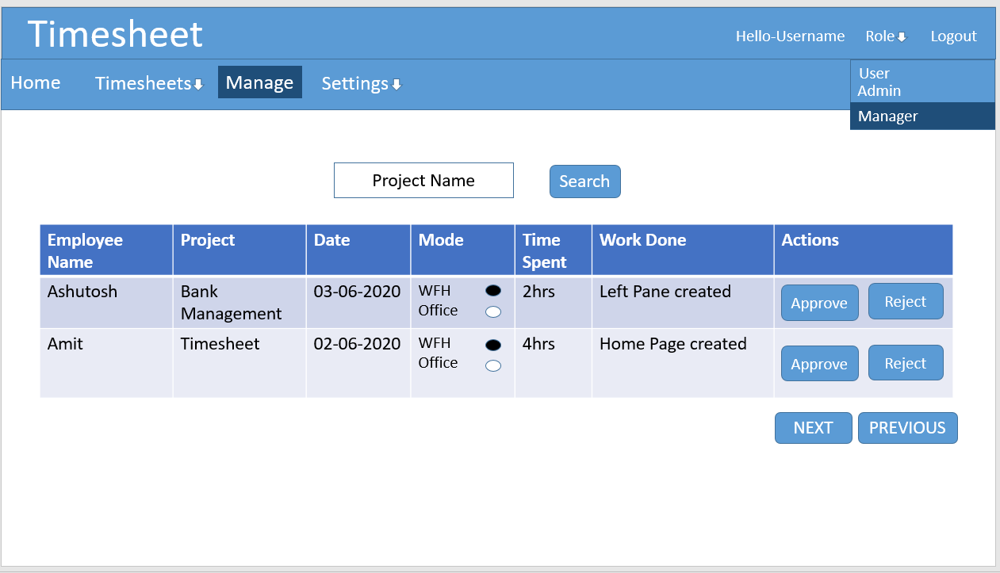 Timesheet
Hello-Username Role Logout
Home Timesheets Manage Settings
User
Admin
Manager
Project Name Search
Employee Name Project Date Mode Time Spent Work Done Actions
Ashutosh Bank Management 03-06-2020 WFH Office 2hrs Left Pane created Approve Reject
Amit Timesheet 02-06-2020 WFH Office 4hrs Home Page created Approve Reject
NEXT PREVIOUS